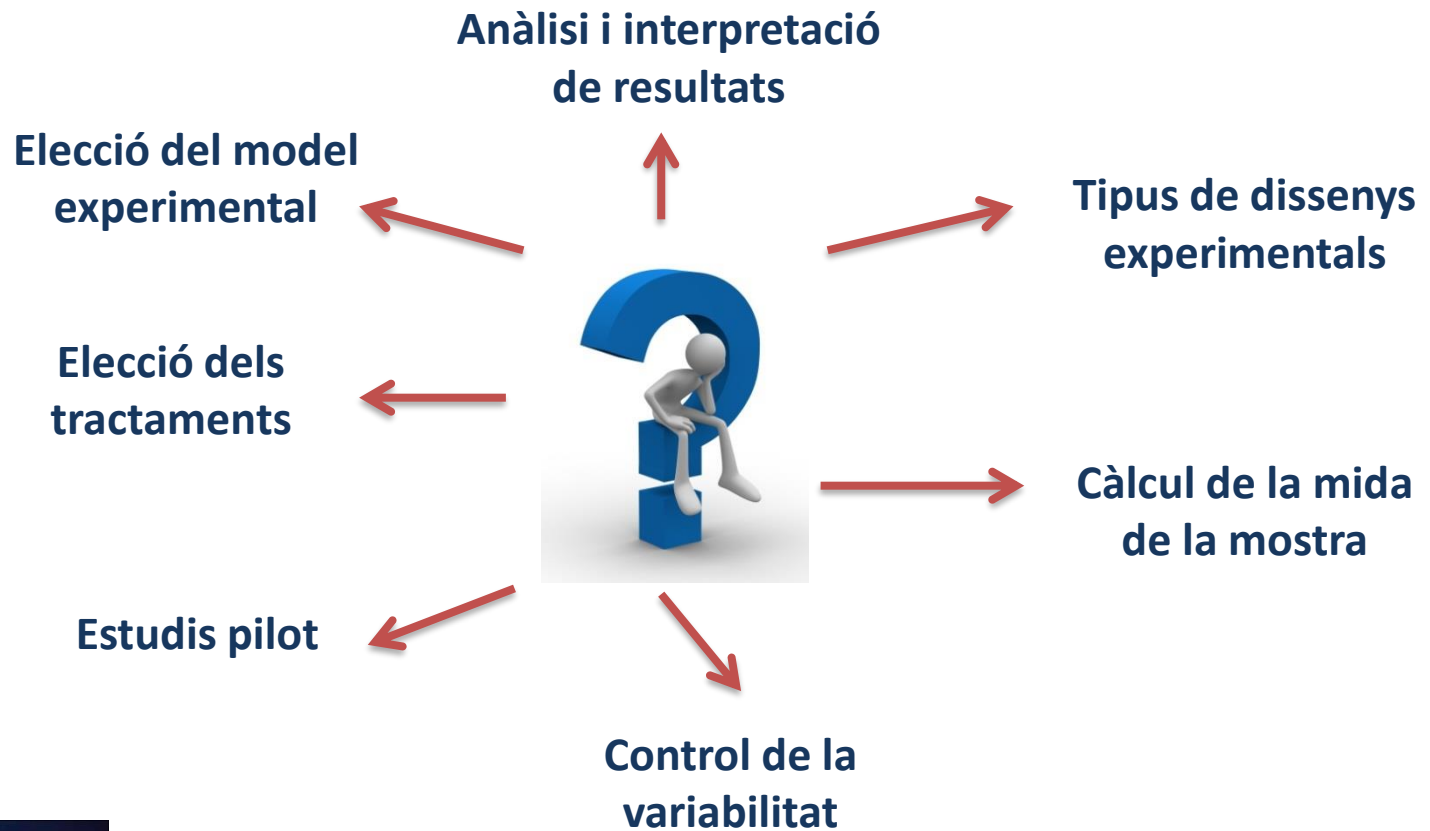 Anàlisi i interpretació
de resultats
Elecció del model
experimental
Tipus de dissenys
experimentals
Elecció dels
tractaments
Càlcul de la mida
de la mostra
Estudis pilot
Control de la
variabilitat